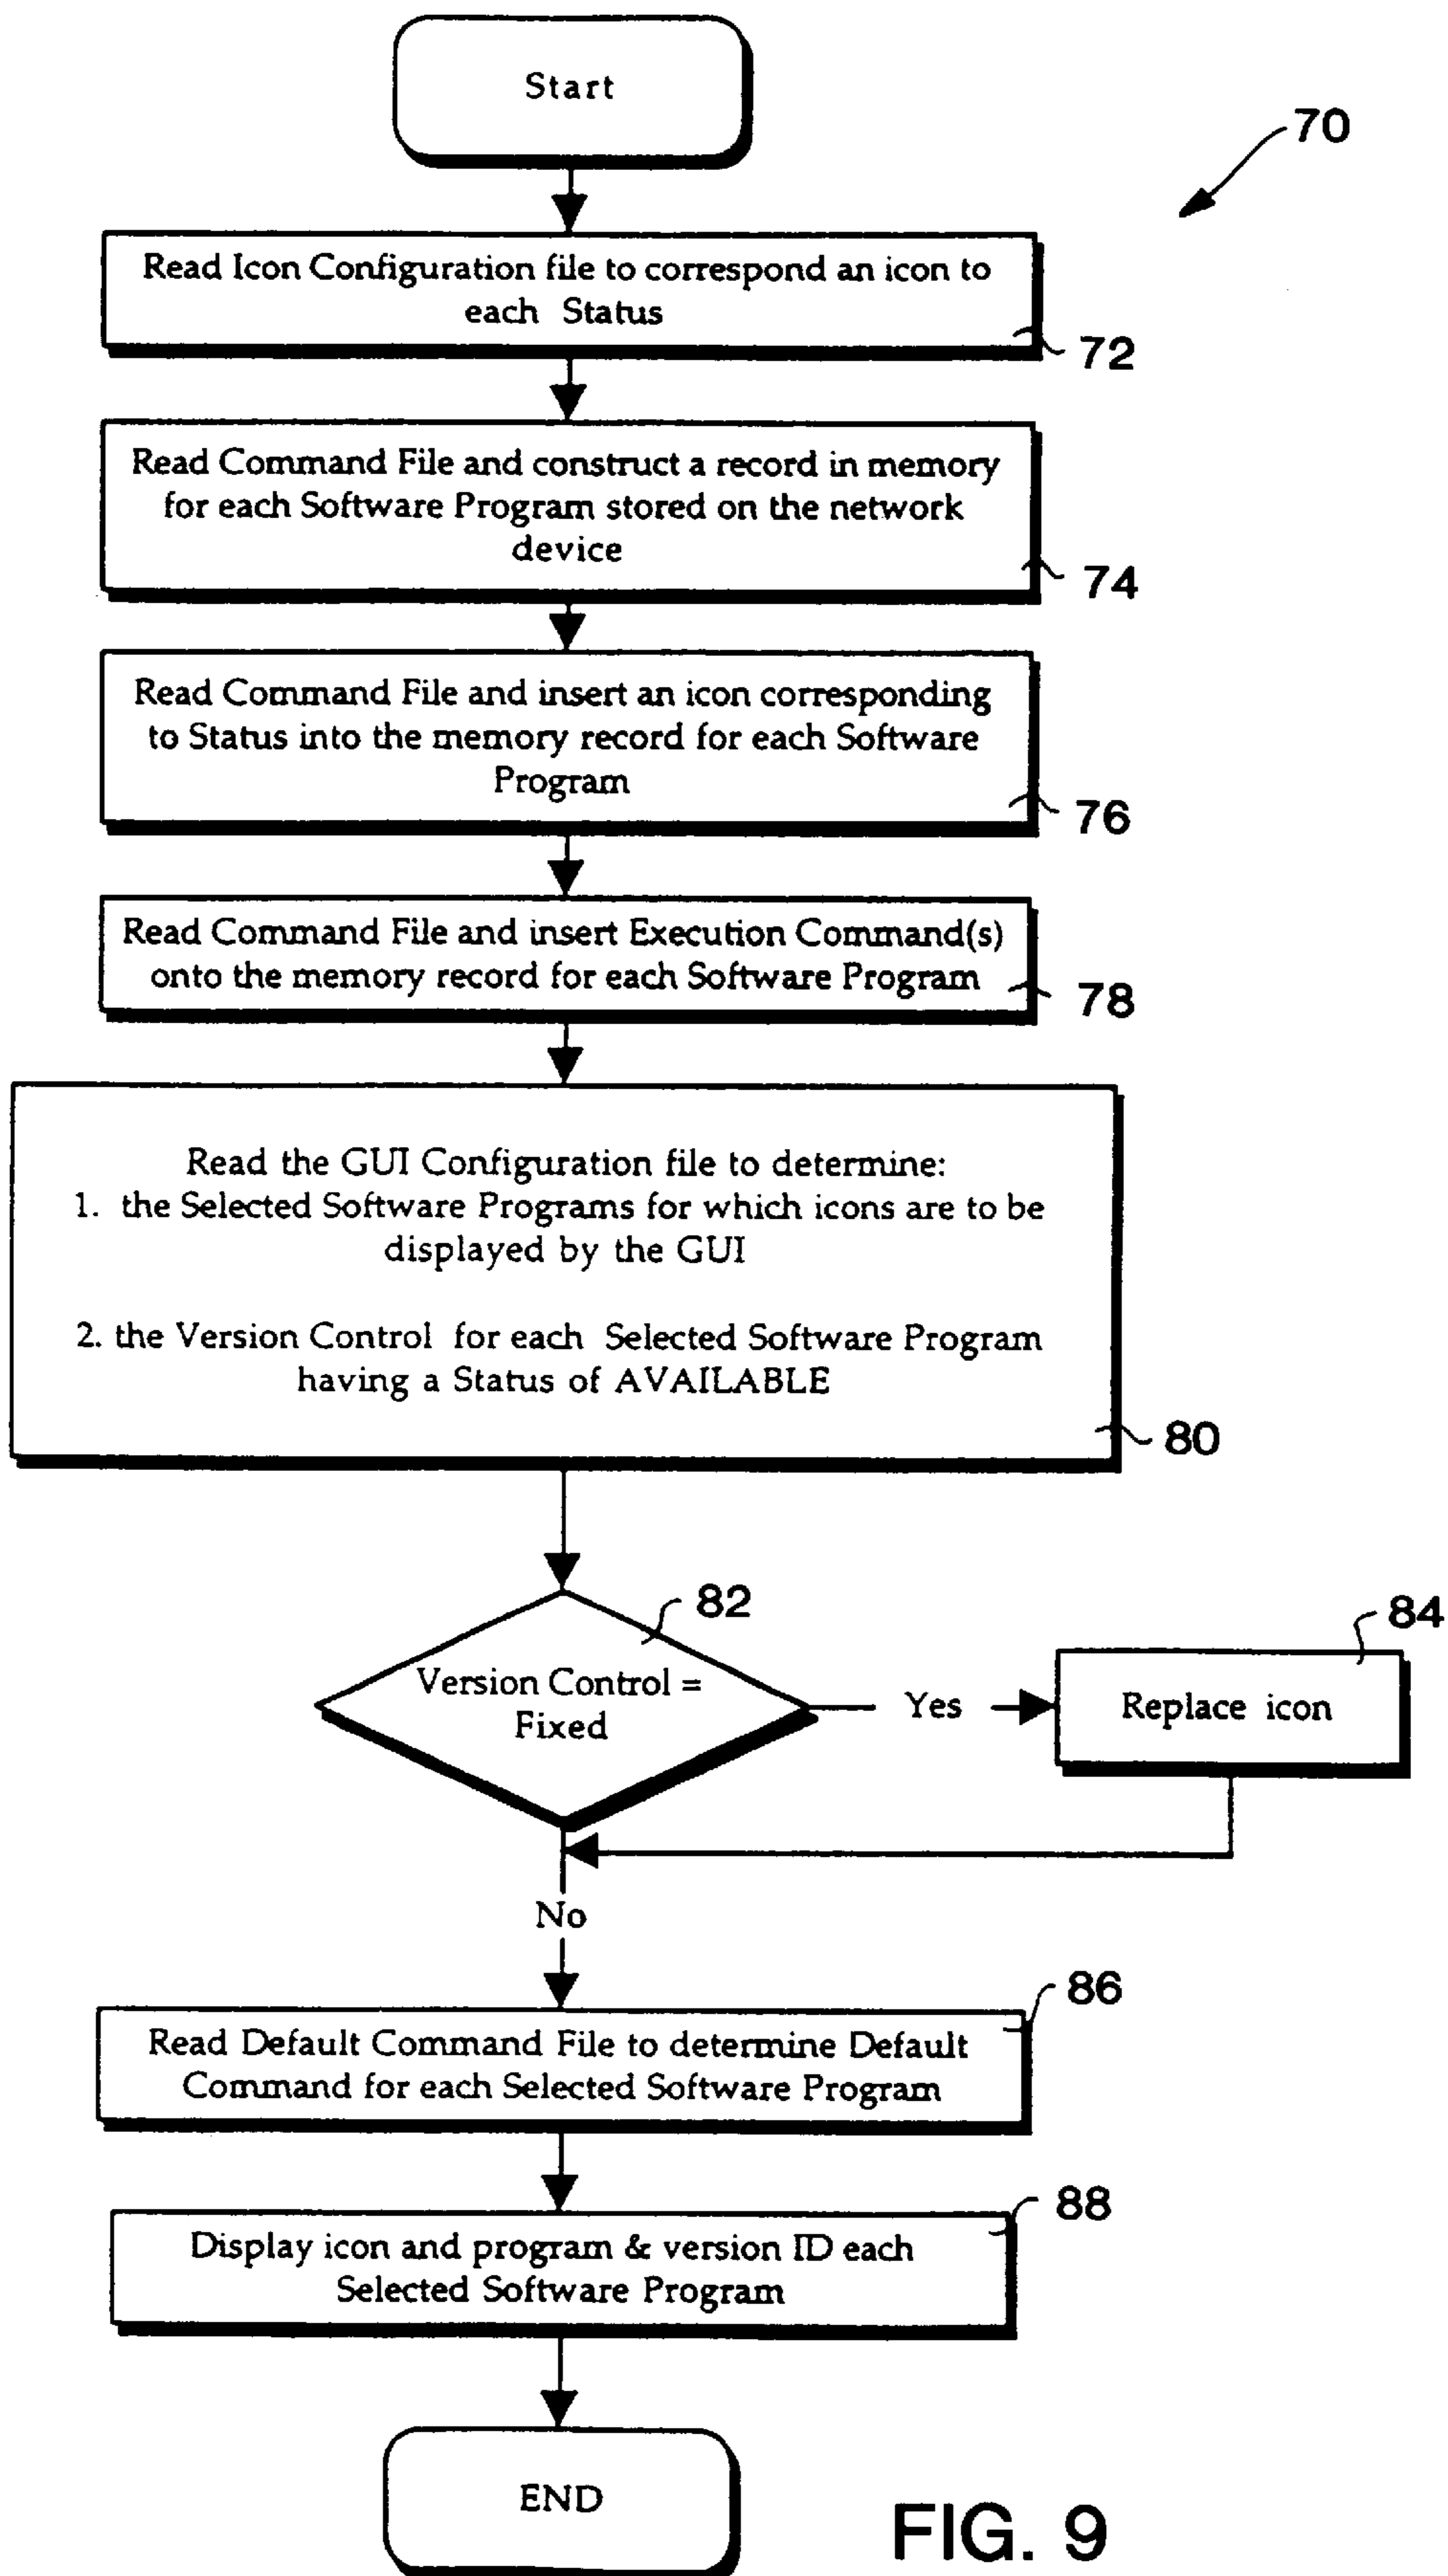 Start
70
Read Icon Configuration file to correspond an icon to
each Status
72
Read Command File and construct a record in memory
for each Software Program stored on the network
device
74
Read Command File and insert an icon corresponding
to Status into the memory record for each Software
Program
76
Read Command File and insert Execution Command(s)
onto the memory record for each Software Program
78
Read the GUI Configuration file to determine:
1. the Selected Software Programs for which icons are to be
displayed by the GUI
2. the Version Control for each Selected Software Program
having a Status of AVAILABLE
80
82
Version Control =
Fixed
Yes
84
Replace icon
No
86
Read Default Command File to determine Default
Command for each Selected Software Program
88
Display icon and program & version ID each
Selected Software Program
END
FIG. 9